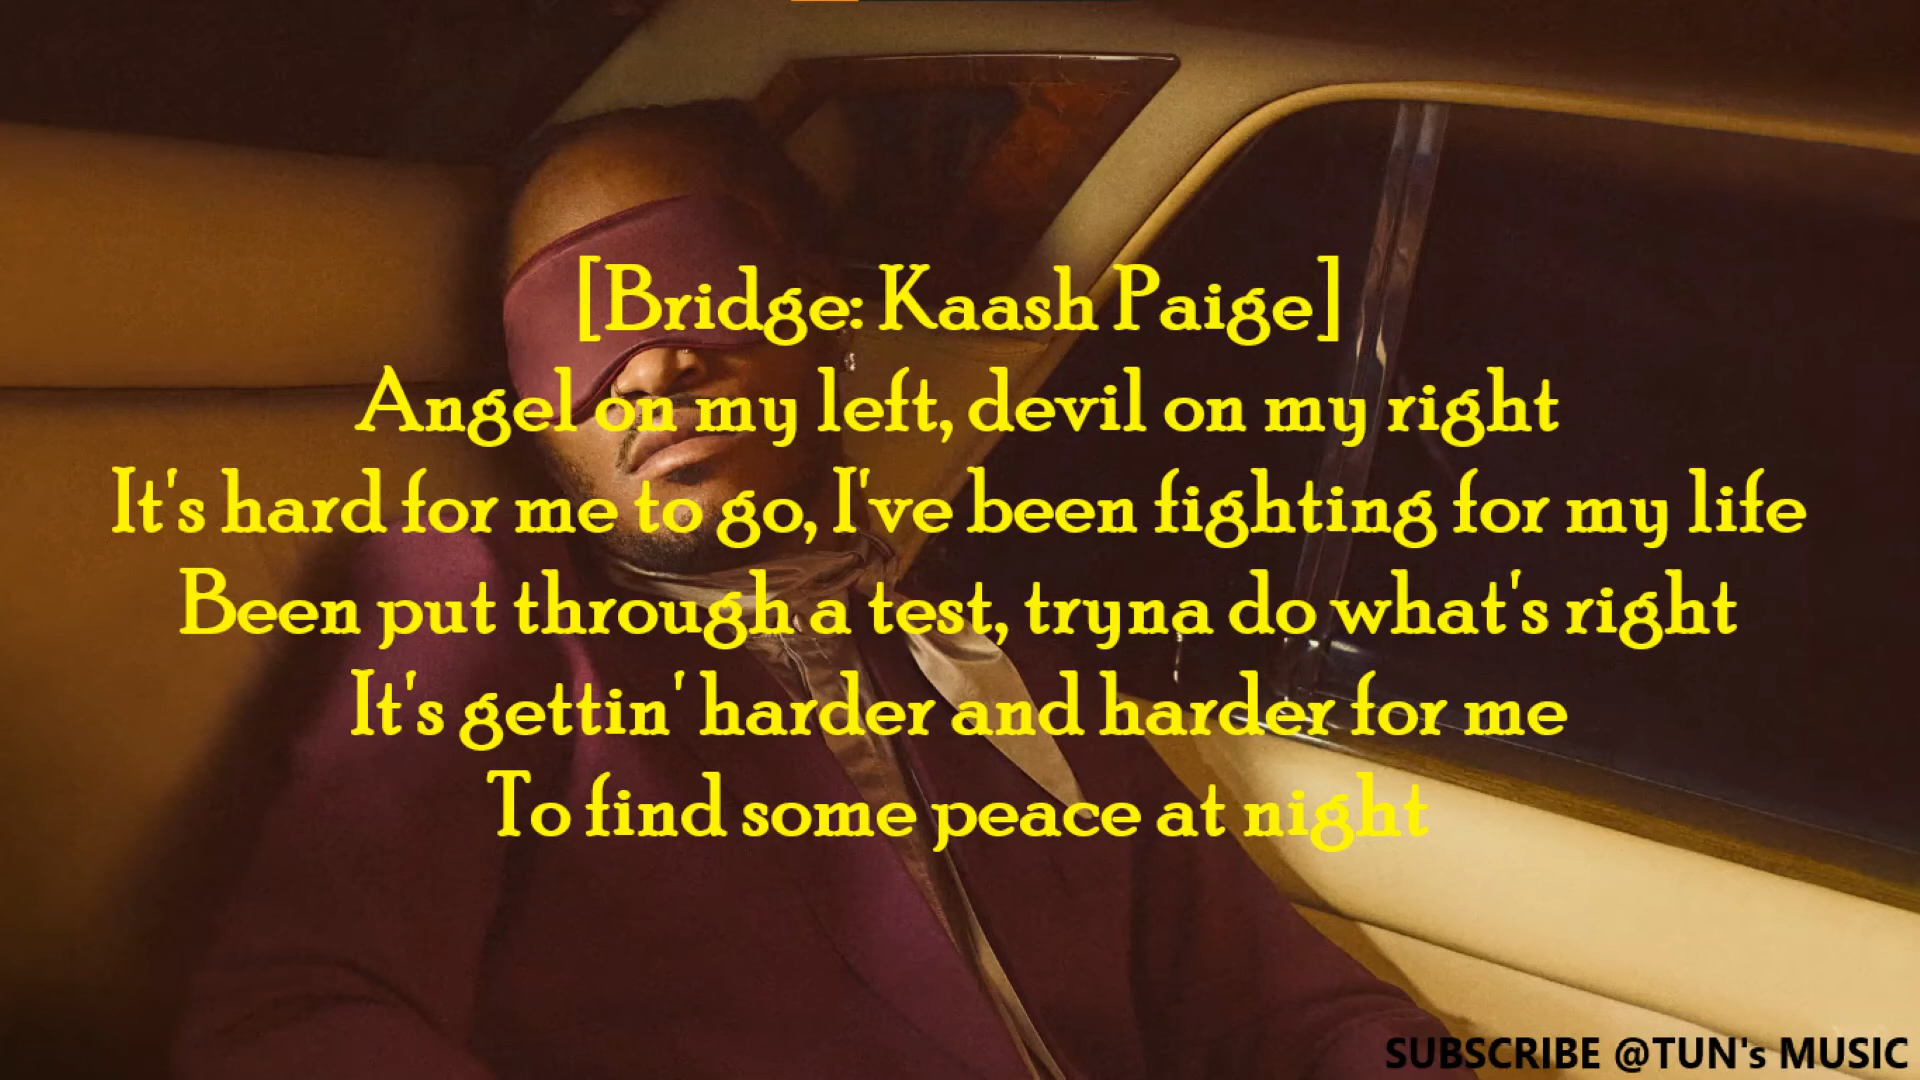 [Bridge: Kaash Paige]
Angel on my left, devil on my right
It's hard for me to go, I've been fighting for my life
Been put through a test, tryna do what's right
It's gettin' harder and harder for me
To find some peace at night
SUBSCRIBE @TUN's MUSIC